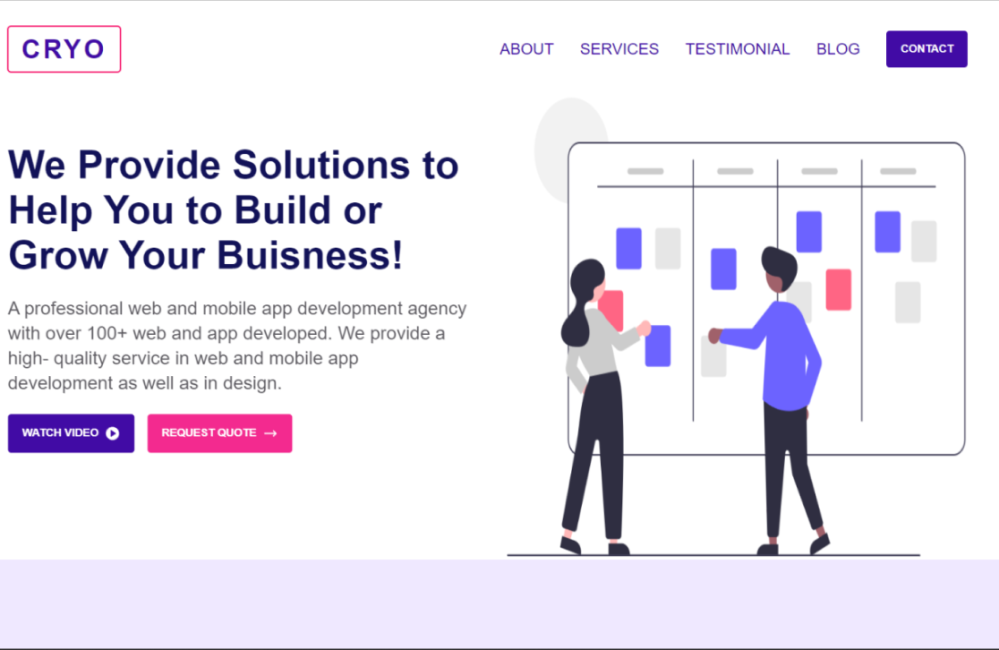 CRYO
ABOUT SERVICES TESTIMONIAL BLOG CONTACT
We Provide Solutions to
Help You to Build or
Grow Your Buisness!
A professional web and mobile app development agency
with over 100+ web and app developed. We provide a
high- quality service in web and mobile app
development as well as in design.
WATCH VIDEO REQUEST QUOTE →